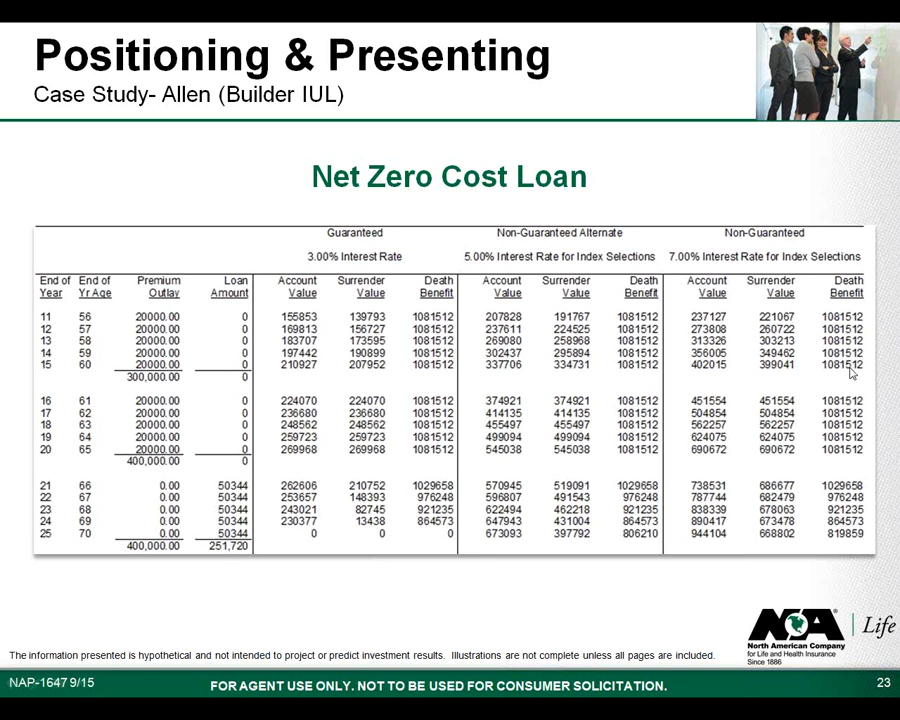 Positioning & Presenting
Case Study- Allen (Builder IUL)
Net Zero Cost Loan
Guaranteed Non-Guaranteed Alternate Non-Guaranteed
3.00% Interest Rate 5.00% Interest Rate for Index Selections 7.00% Interest Rate for Index Selections
End of End of Premium Loan Account Surrender Death Account Surrender Death Account Surrender Death
Year Yr Age Outlay Amount Value Value Benefit Value Value Benefit Value Value Benefit
11 56 20000.00 0 155853 139793 1081512 207828 191767 1081512 237127 221067 1081512
12 57 20000.00 0 169813 156727 1081512 237611 224525 1081512 273808 260722 1081512
13 58 20000.00 0 183707 173595 1081512 269080 258968 1081512 313326 303213 1081512
14 59 20000.00 0 197442 190899 1081512 302437 295894 1081512 356005 349462 1081512
15 60 20000.00 0 210927 207952 1081512 337706 334731 1081512 402015 399041 1081512
300,000.00 0
16 61 20000.00 0 224070 224070 1081512 374921 374921 1081512 451554 451554 1081512
17 62 20000.00 0 236680 236680 1081512 414135 414135 1081512 504854 504854 1081512
18 63 20000.00 0 248562 248562 1081512 455497 455497 1081512 562257 562257 1081512
19 64 20000.00 0 259723 259723 1081512 499094 499094 1081512 624075 624075 1081512
20 65 20000.00 0 269968 269968 1081512 545038 545038 1081512 690672 690672 1081512
400,000.00 0
21 66 0.00 50344 262606 210752 1029658 570945 519091 1029658 738531 686677 1029658
22 67 0.00 50344 253657 148393 976248 596807 491543 976248 787744 682479 976248
23 68 0.00 50344 243021 82745 921235 622494 462218 921235 838339 678063 921235
24 69 0.00 50344 230377 13438 864573 647943 431004 864573 890417 673478 864573
25 70 0.00 50344 0 0 0 673093 397792 806210 944104 668802 819859
400,000.00 251,720
NA ® Life
North American Company
for Life and Health Insurance
Since 1886
The information presented is hypothetical and not intended to project or predict investment results. Illustrations are not complete unless all pages are included.
NAP-1647 9/15 FOR AGENT USE ONLY. NOT TO BE USED FOR CONSUMER SOLICITATION. 23